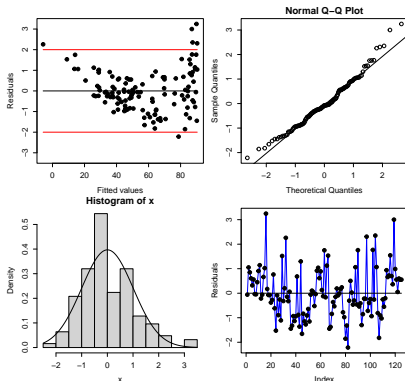 Normal Q−Q Plot
Residuals
3
2
1
0
−1
−2
0 20 40 60 80
Fitted values
Sample Quantiles
3
2
1
0
−1
−2
−2 −1 0 1 2
Theoretical Quantiles
Histogram of x
Density
0.5
0.4
0.3
0.2
0.1
0.0
−2 −1 0 1 2 3
x
Residuals
3
2
1
0
−1
−2
0 20 40 60 80 100 120
Index